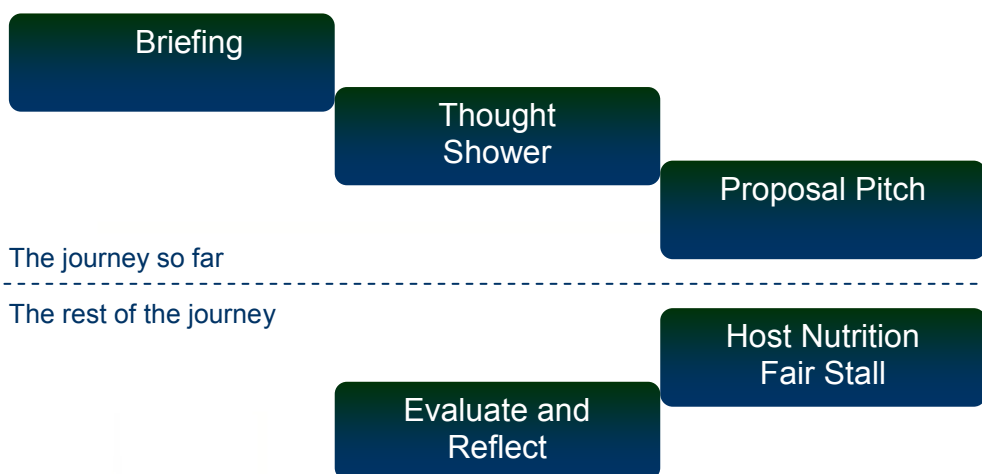 Briefing
Thought
Shower
Proposal Pitch
The journey so far
The rest of the journey
Host Nutrition
Fair Stall
Evaluate and
Reflect